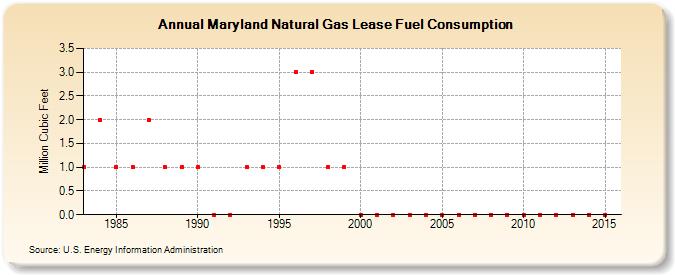 Annual Maryland Natural Gas Lease Fuel Consumption
Million Cubic Feet
3.5
3.0
2.5
2.0
1.5
1.0
0.5
0.0
1985 1990 1995 2000 2005 2010 2015
Source: U.S. Energy Information Administration